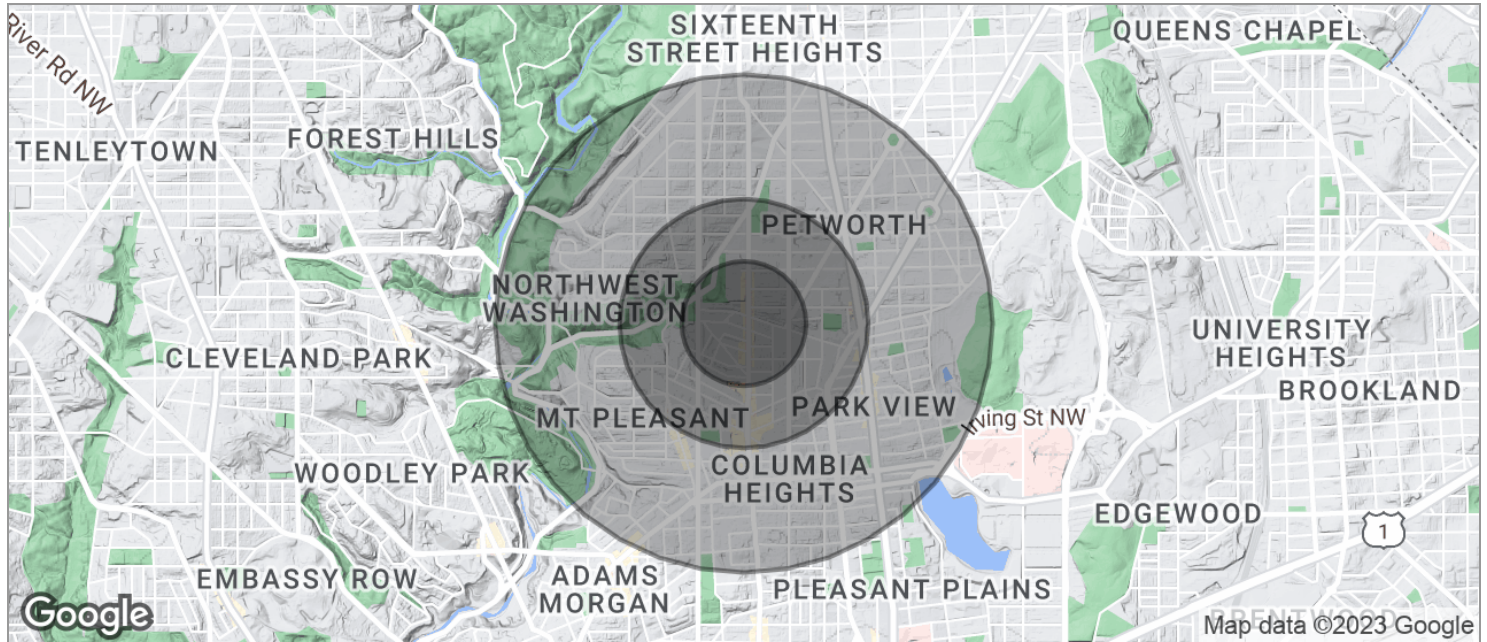 SIXTEENTH
STREET HEIGHTS
QUEENS CHAPEL
River Rd NW
TENLEYTOWN
FOREST HILLS
PETWORTH
NORTHWEST
WASHINGTON
UNIVERSITY
HEIGHTS
CLEVELAND PARK
BROOKLAND
MT PLEASANT
PARK VIEW
Irving St NW
WOODLEY PARK
COLUMBIA
HEIGHTS
EDGEWOOD
1
EMBASSY ROW
ADAMS
MORGAN
PLEASANT PLAINS
BRENTWOOD
Google
Map data ©2023 Google